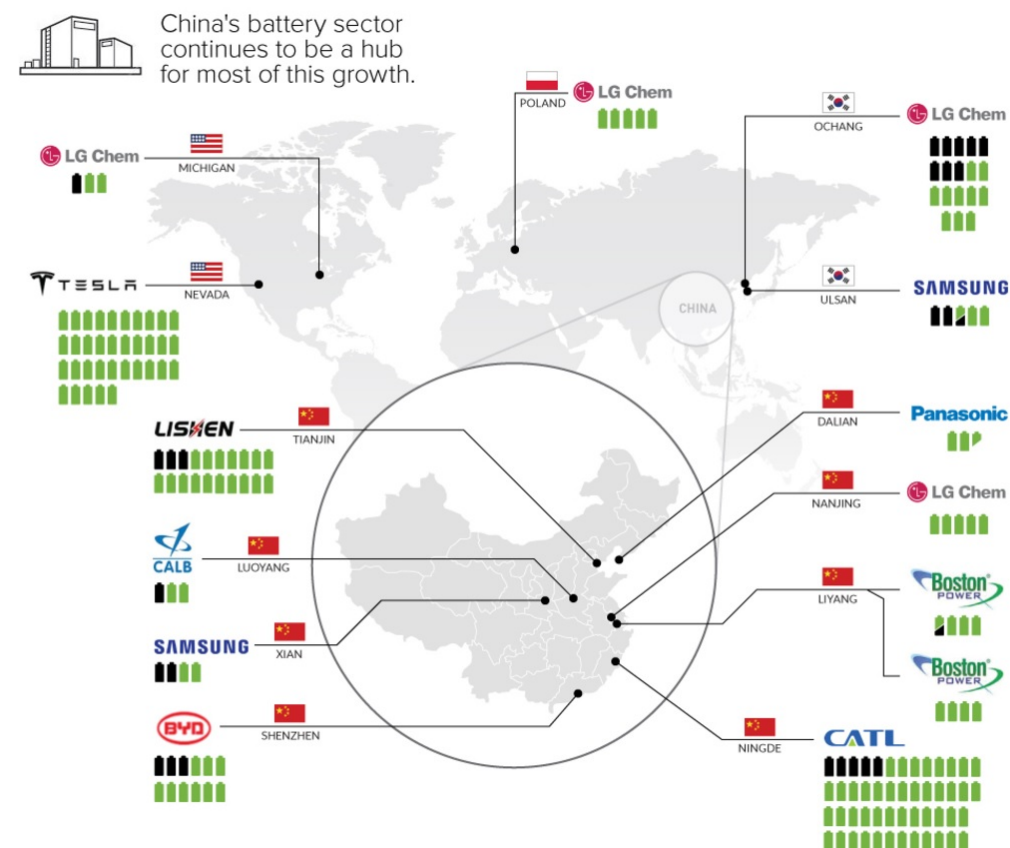 China's battery sector
continues to be a hub
for most of this growth.
POLAND
LG Chem
OCHANG
LG Chem
LG Chem
MICHIGAN
TESLA
NEVADA
ULSAN
SAMSUNG
CHINA
LISHEN
TIANJIN
DALIAN
Panasonic
NANJING
LG Chem
CALB
LUOYANG
LIYANG
Boston
POWER
SAMSUNG
XIAN
Boston
POWER
BYD
SHENZHEN
NINGDE
CATL